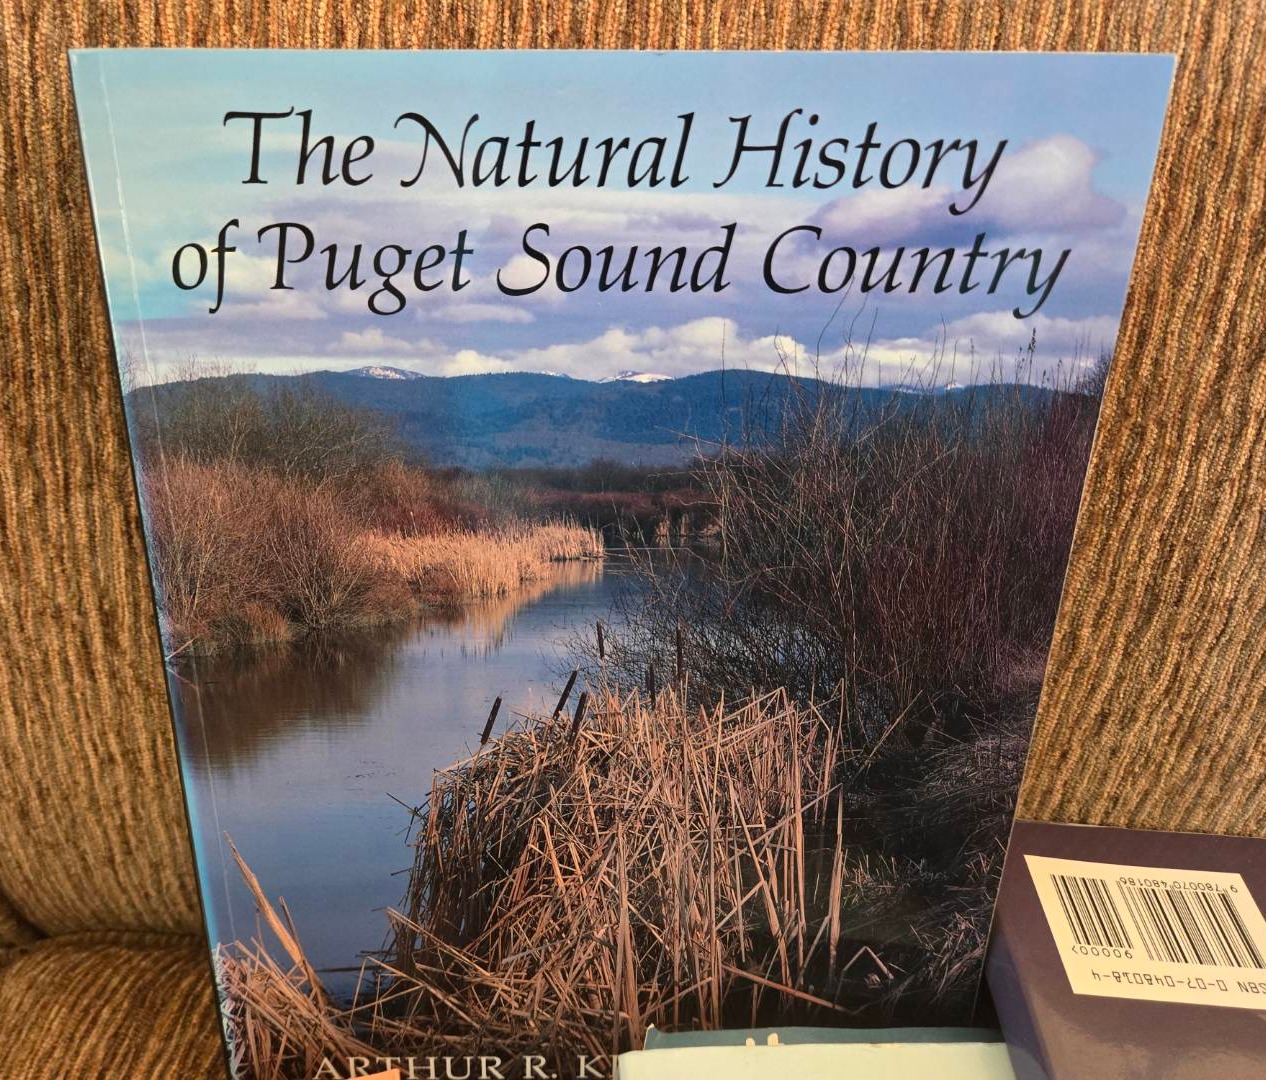 The Natural History
of Puget Sound Country
ARTHUR R. K
9 780070 480186
90000
ISBN 0-07-048018-4